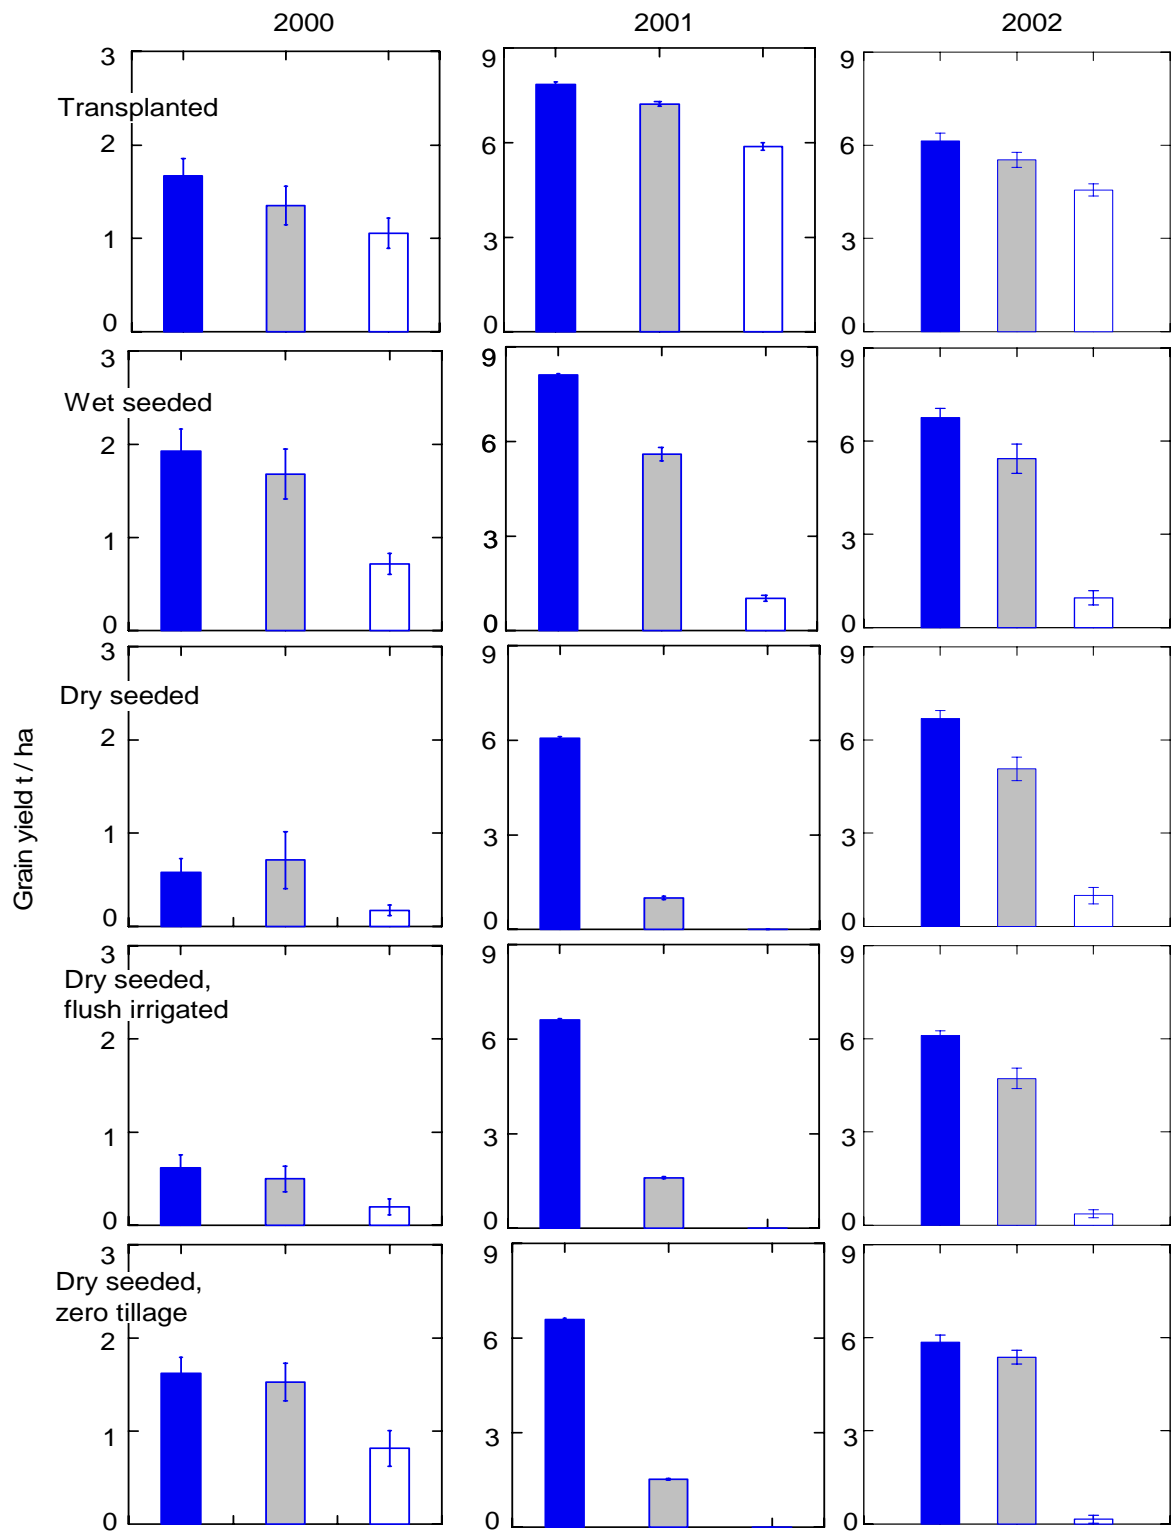 2000 2001 2002
3 9 9
Transplanted
2 6 6
1 3 3
0 0 0
3 9 9
Wet seeded
2 6 6
1 3 3
0 0 0
3 9 9
Dry seeded
2 6 6
1 3 3
0 0 0
Grain yield t / ha
3 9 9
Dry seeded,
flush irrigated
2 6 6
1 3 3
0 0 0
3 9 9
Dry seeded,
zero tillage
2 6 6
1 3 3
0 0 0